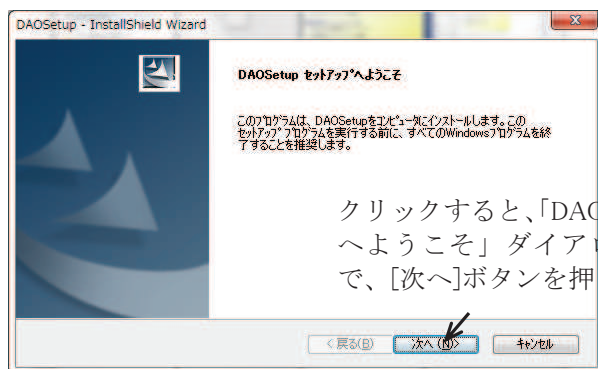 DAOSetup - InstallShield Wizard
DAOSetup セットアップへようこそ
このプログラムは、DAOSetupをコンピュータにインストールします。この
セットアップ プログラムを実行する前に、すべてのWindowsプログラムを終
了することを推奨します。
クリックすると、「DAO
へようこそ」ダイアロ
で、[次へ]ボタンを押
< 戻る(B)
次へ (N)>
キャンセル